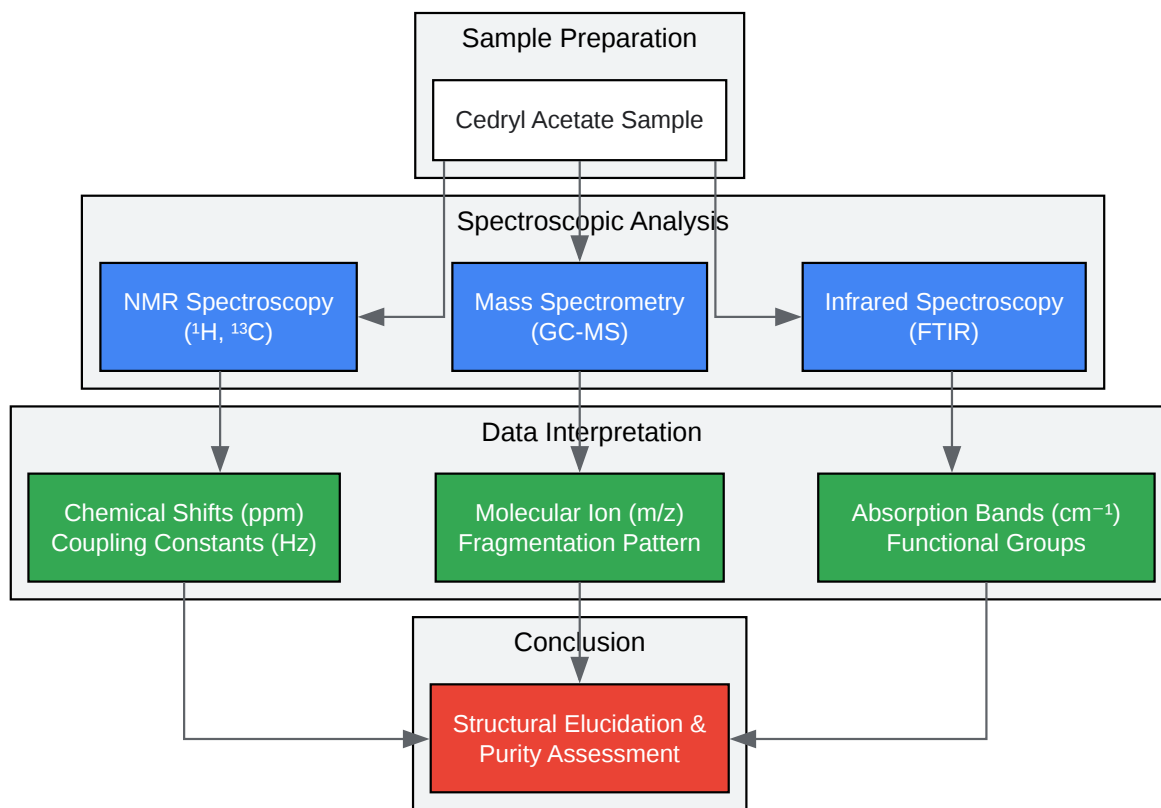 Sample Preparation
Cedryl Acetate Sample
Spectroscopic Analysis
NMR Spectroscopy
(¹H, ¹³C)
Mass Spectrometry
(GC-MS)
Infrared Spectroscopy
(FTIR)
Data Interpretation
Chemical Shifts (ppm)
Coupling Constants (Hz)
Molecular Ion (m/z)
Fragmentation Pattern
Absorption Bands (cm⁻¹)
Functional Groups
Conclusion
Structural Elucidation &
Purity Assessment